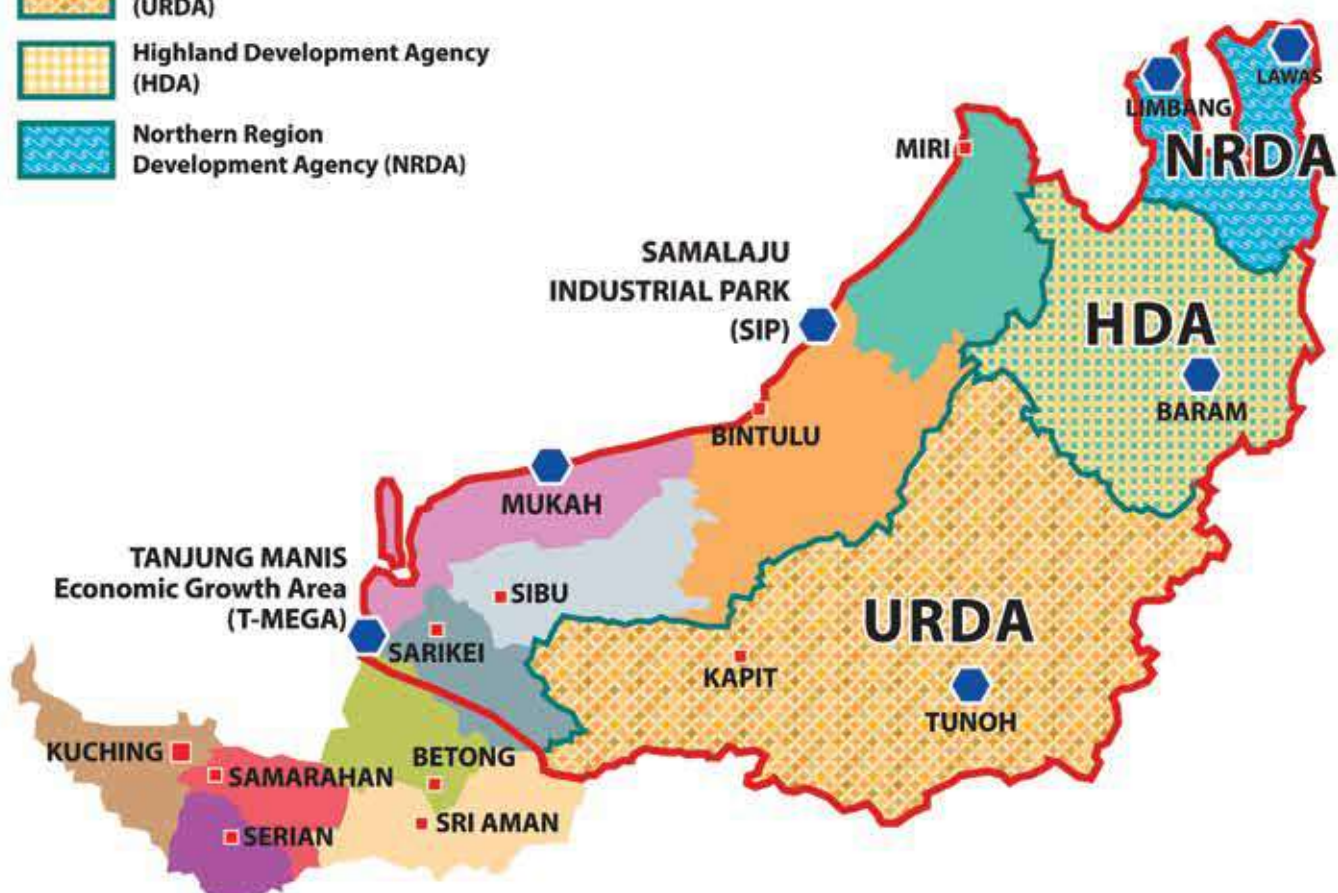 (URDA)
Highland Development Agency
(HDA)
Northern Region
Development Agency (NRDA)
LAWAS
LIMBANG
NRDA
MIRI
SAMALAJU
INDUSTRIAL PARK
(SIP)
HDA
BARAM
BINTULU
MUKAH
TANJUNG MANIS
Economic Growth Area
(T-MEGA)
SIBU
SARIKEI
URDA
KAPIT
TUNOH
KUCHING
SAMARAHAN
BETONG
SRI AMAN
SERIAN